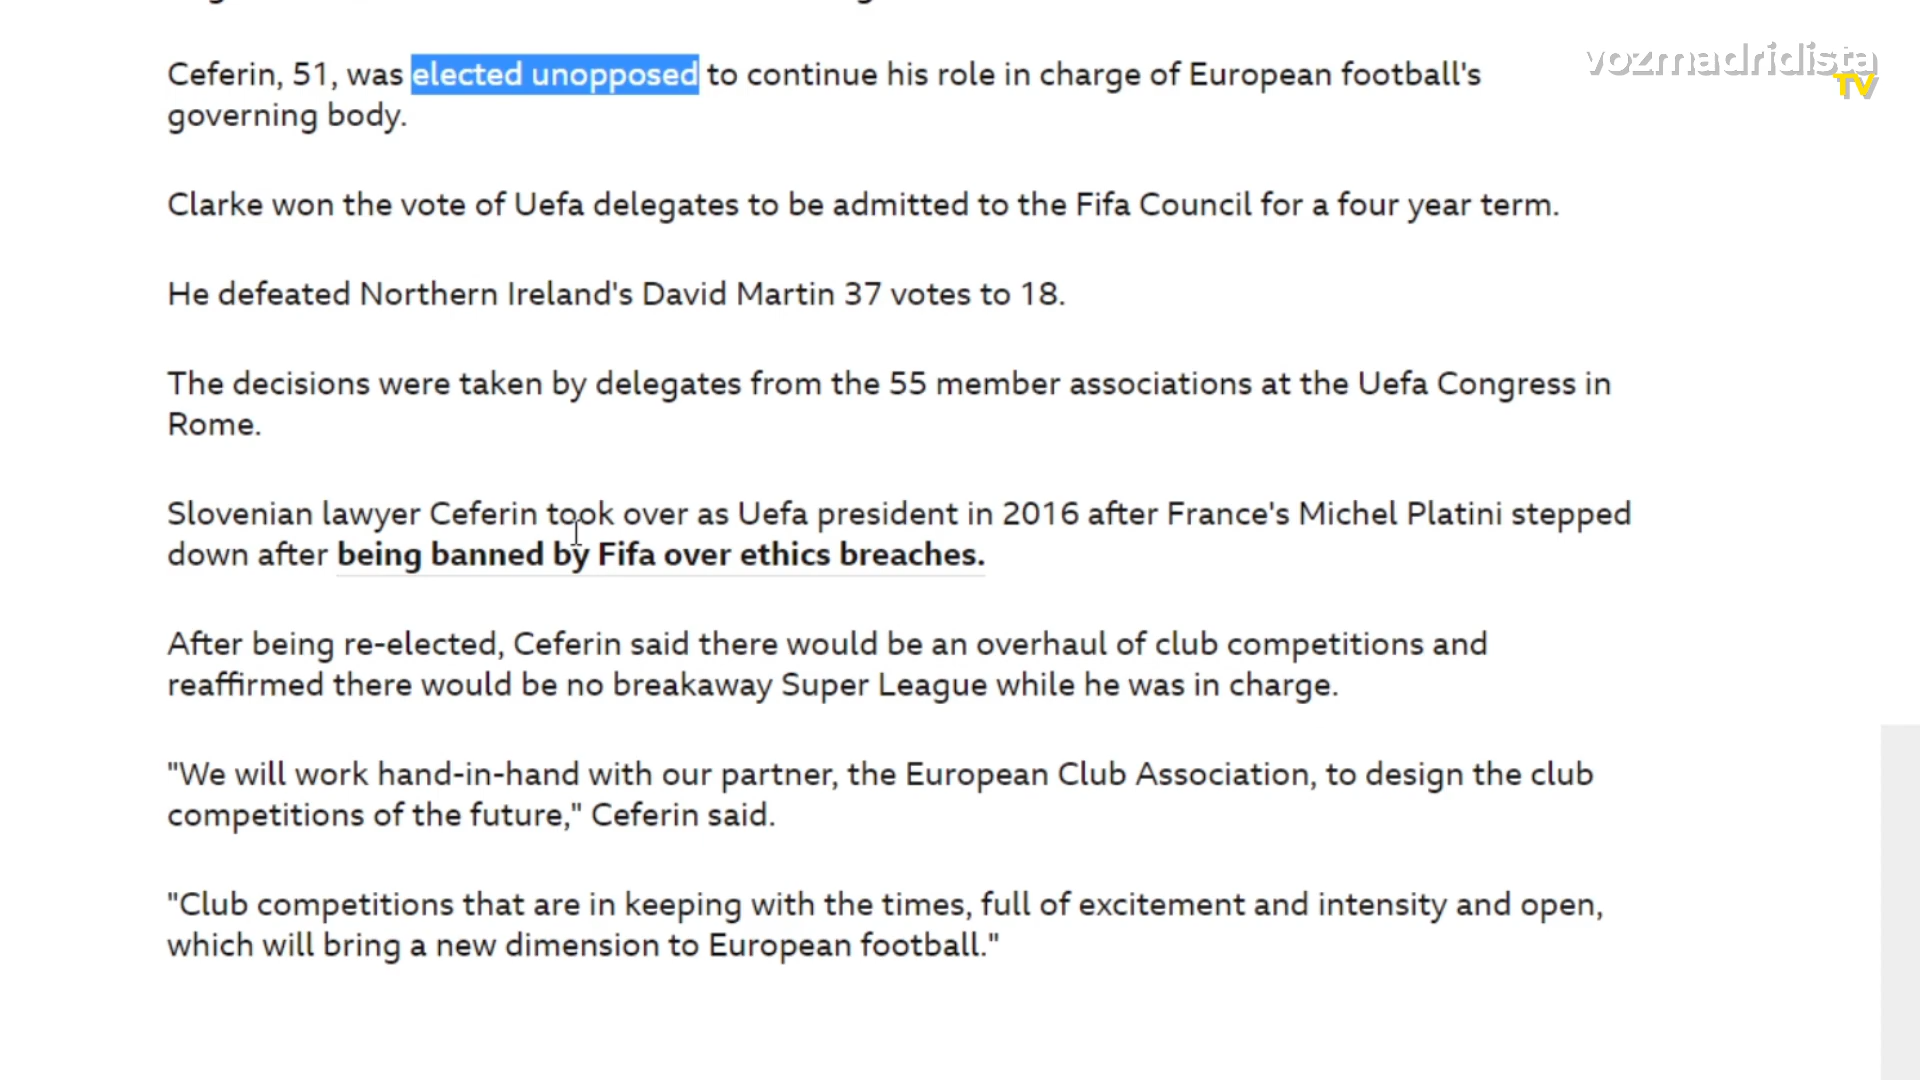 vozmadridista
TV
Ceferin, 51, was elected unopposed to continue his role in charge of European football's
governing body.
Clarke won the vote of Uefa delegates to be admitted to the Fifa Council for a four year term.
He defeated Northern Ireland's David Martin 37 votes to 18.
The decisions were taken by delegates from the 55 member associations at the Uefa Congress in
Rome.
Slovenian lawyer Ceferin took over as Uefa president in 2016 after France's Michel Platini stepped
down after being banned by Fifa over ethics breaches.
After being re-elected, Ceferin said there would be an overhaul of club competitions and
reaffirmed there would be no breakaway Super League while he was in charge.
"We will work hand-in-hand with our partner, the European Club Association, to design the club
competitions of the future," Ceferin said.
"Club competitions that are in keeping with the times, full of excitement and intensity and open,
which will bring a new dimension to European football."